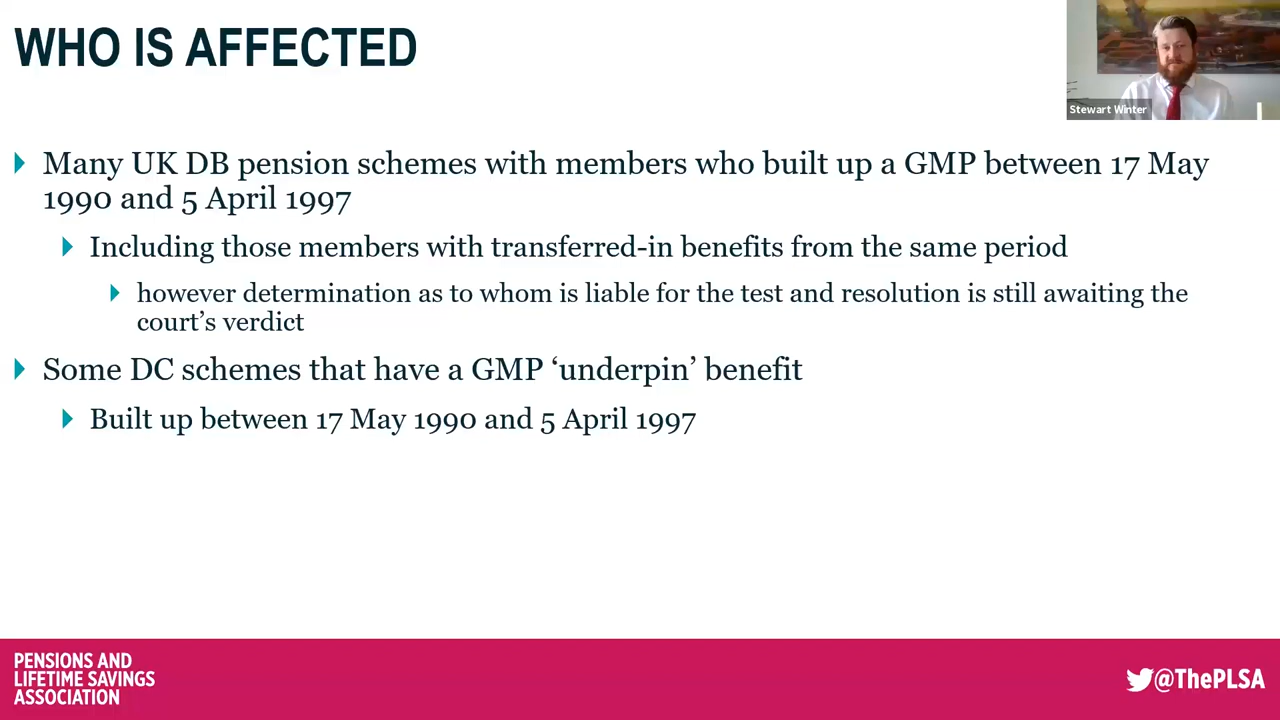 WHO IS AFFECTED
Stewart Winter
Many UK DB pension schemes with members who built up a GMP between 17 May
1990 and 5 April 1997
Including those members with transferred-in benefits from the same period
however determination as to whom is liable for the test and resolution is still awaiting the
court’s verdict
Some DC schemes that have a GMP ‘underpin’ benefit
Built up between 17 May 1990 and 5 April 1997
PENSIONS AND
LIFETIME SAVINGS
ASSOCIATION
@ThePLSA